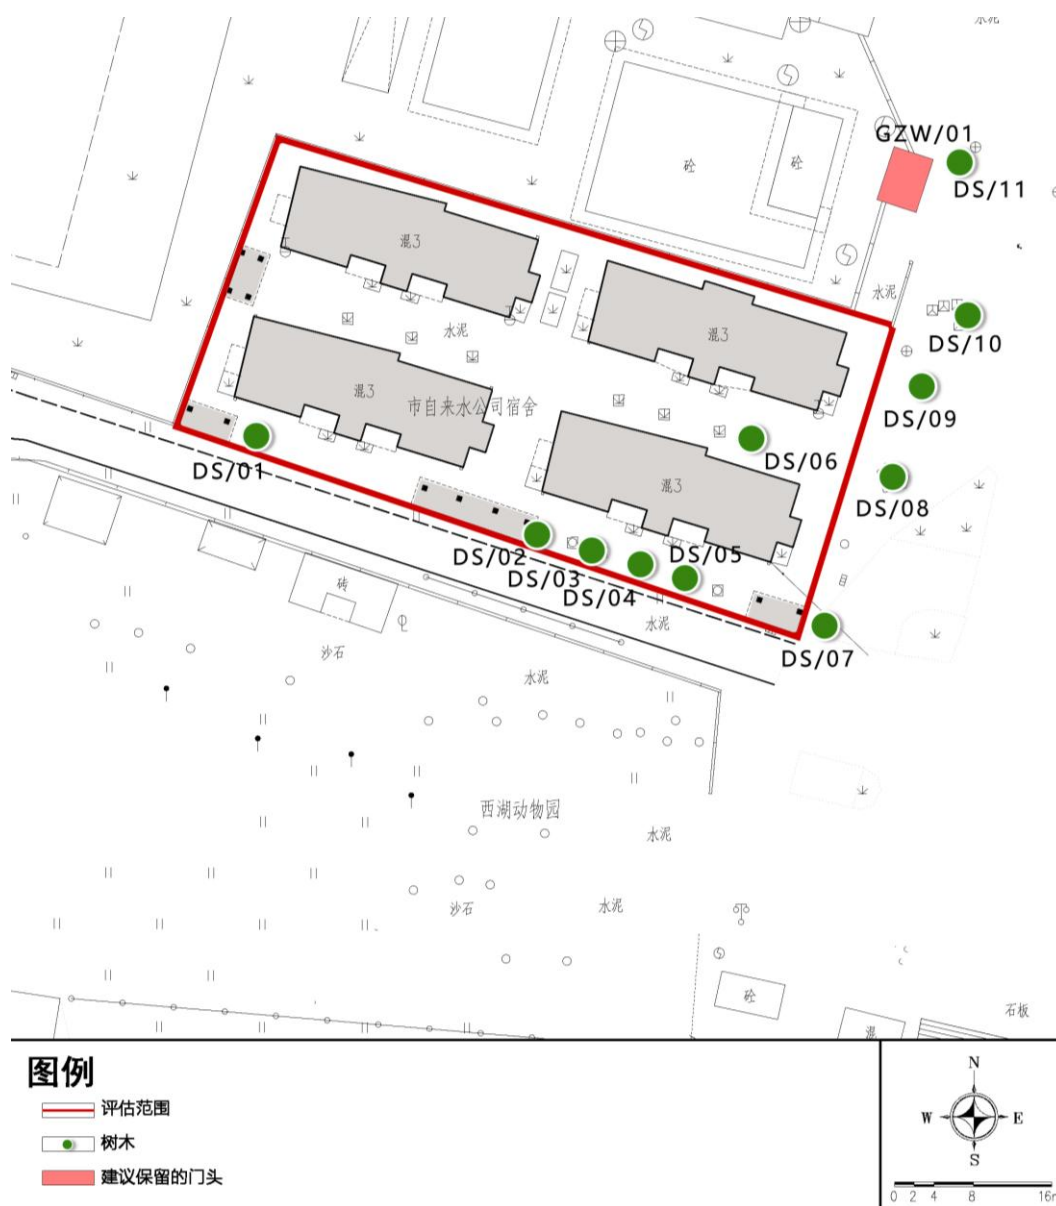 水泥
GZW/01
砼
砼
DS/11
混3
水泥
水泥
混3
DS/10
混3
市自来水公司宿舍
DS/09
DS/01
DS/06
混3
DS/08
DS/02
DS/03
DS/05
DS/04
砖
水泥
DS/07
沙石
水泥
西湖动物园
水泥
沙石
水泥
砼
石板
混
图例
评估范围
树木
建议保留的门头
N
W
E
S
0 2 4 8 16m